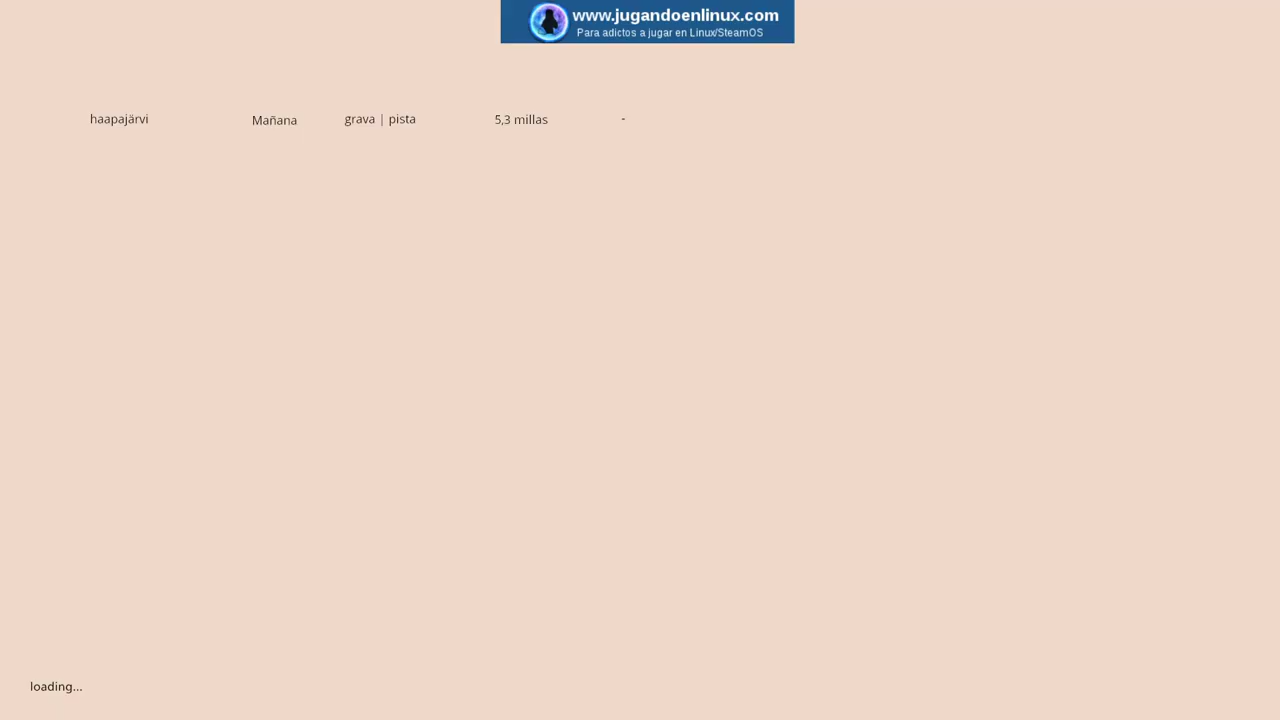 www.jugandoenlinux.com
Para adictos a jugar en Linux/SteamOS
haapajärvi Mañana grava | pista 5,3 millas -
loading...